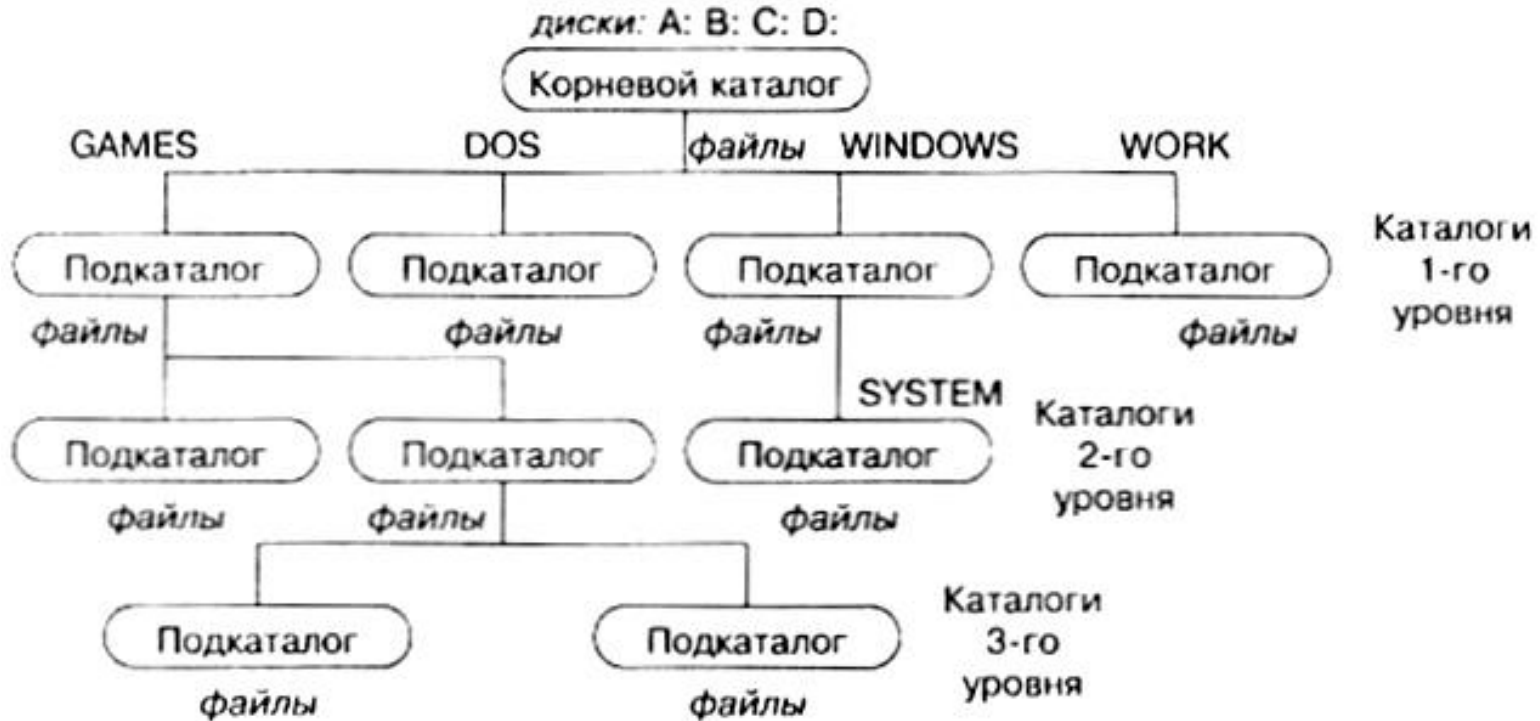 диски: A: B: C: D:
Корневой каталог
GAMES DOS файлы WINDOWS WORK
Подкаталог Подкаталог Подкаталог Подкаталог
Каталоги
1-го
уровня
файлы файлы файлы файлы
SYSTEM
Подкаталог Подкаталог Подкаталог
Каталоги
2-го
уровня
файлы файлы файлы
Подкаталог Подкаталог
Каталоги
3-го
уровня
файлы файлы